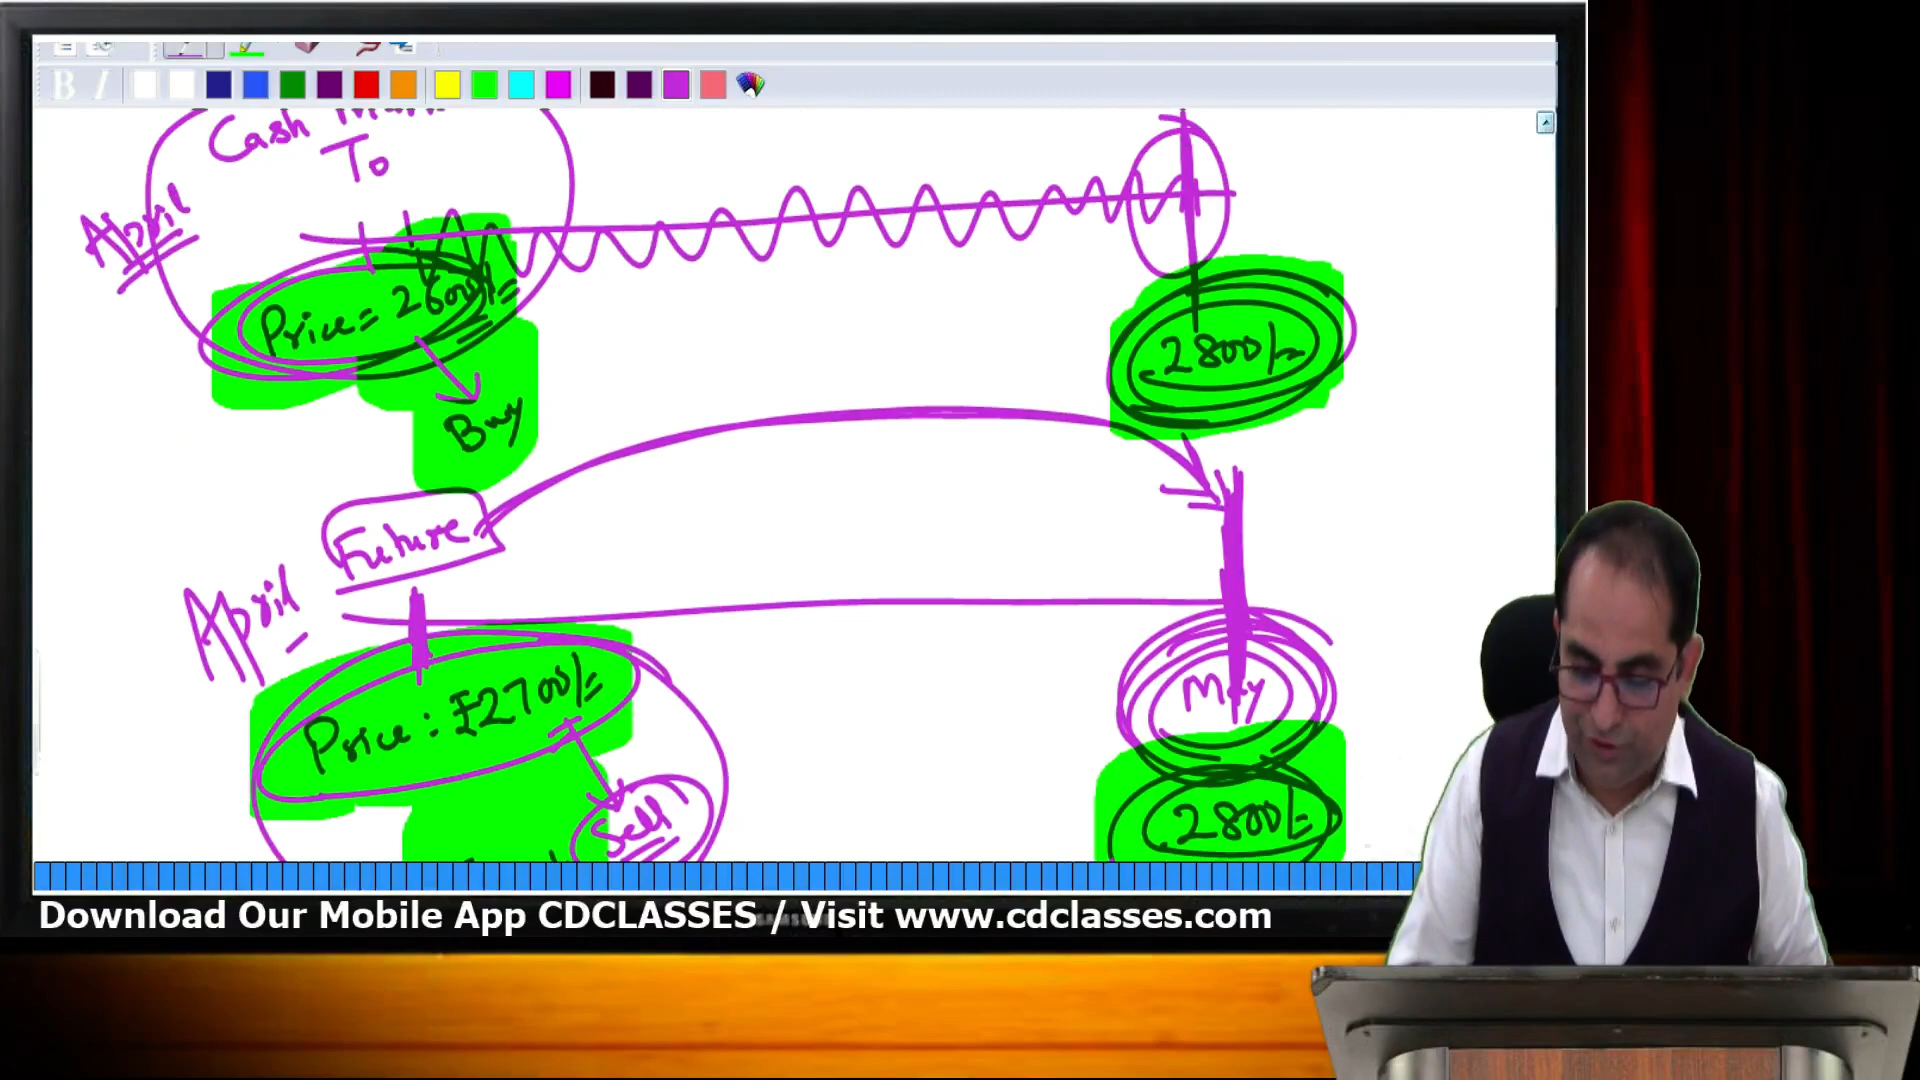 B I
Cash Mark
To
April
Price = 2600/=
Buy
2800/=
Future
April
Price : ₹2700/=
Sell
May
2800/=
Download Our Mobile App CDCLASSES / Visit www.cdclasses.com